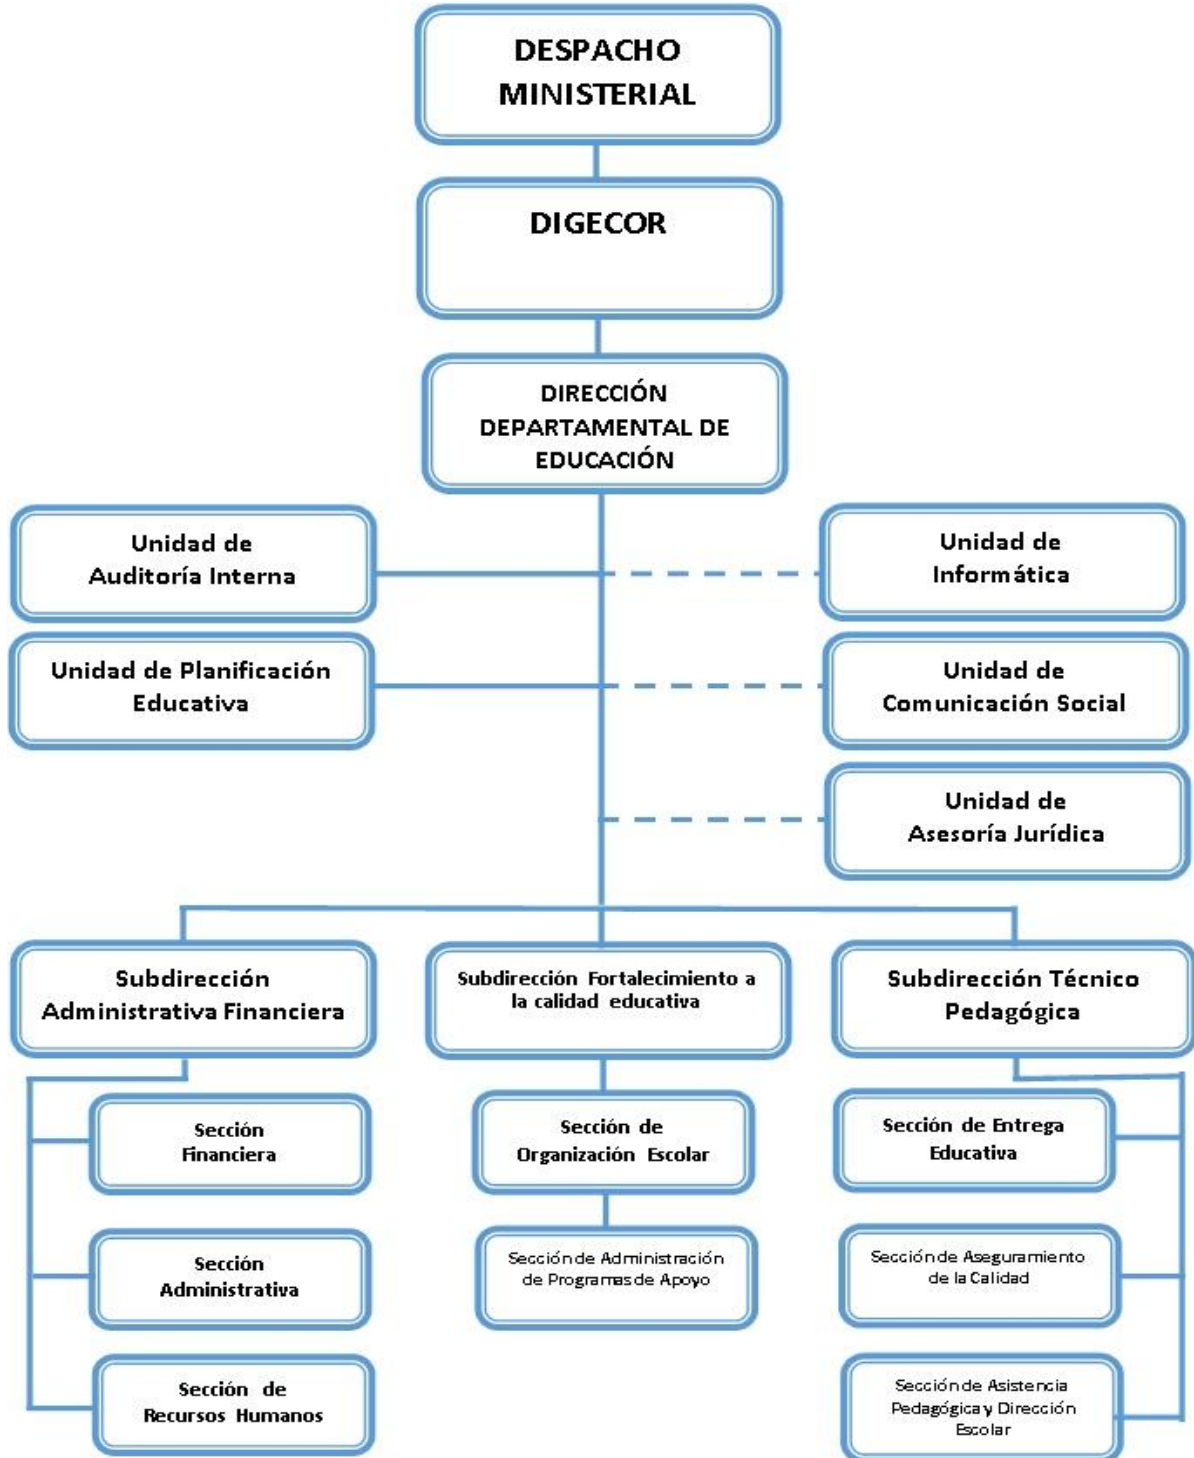 DESPACHO
MINISTERIAL
DIGECOR
DIRECCIÓN
DEPARTAMENTAL DE
EDUCACIÓN
Unidad de
Auditoría Interna
Unidad de
Informática
Unidad de Planificación
Educativa
Unidad de
Comunicación Social
Unidad de
Asesoría Jurídica
Subdirección
Administrativa Financiera
Subdirección Fortalecimiento a
la calidad educativa
Subdirección Técnico
Pedagógica
Sección
Financiera
Sección
Administrativa
Sección de
Recursos Humanos
Sección de
Organización Escolar
Sección de Administración
de Programas de Apoyo
Sección de Entrega
Educativa
Sección de Aseguramiento
de la Calidad
Sección de Asistencia
Pedagógica y Dirección
Escolar